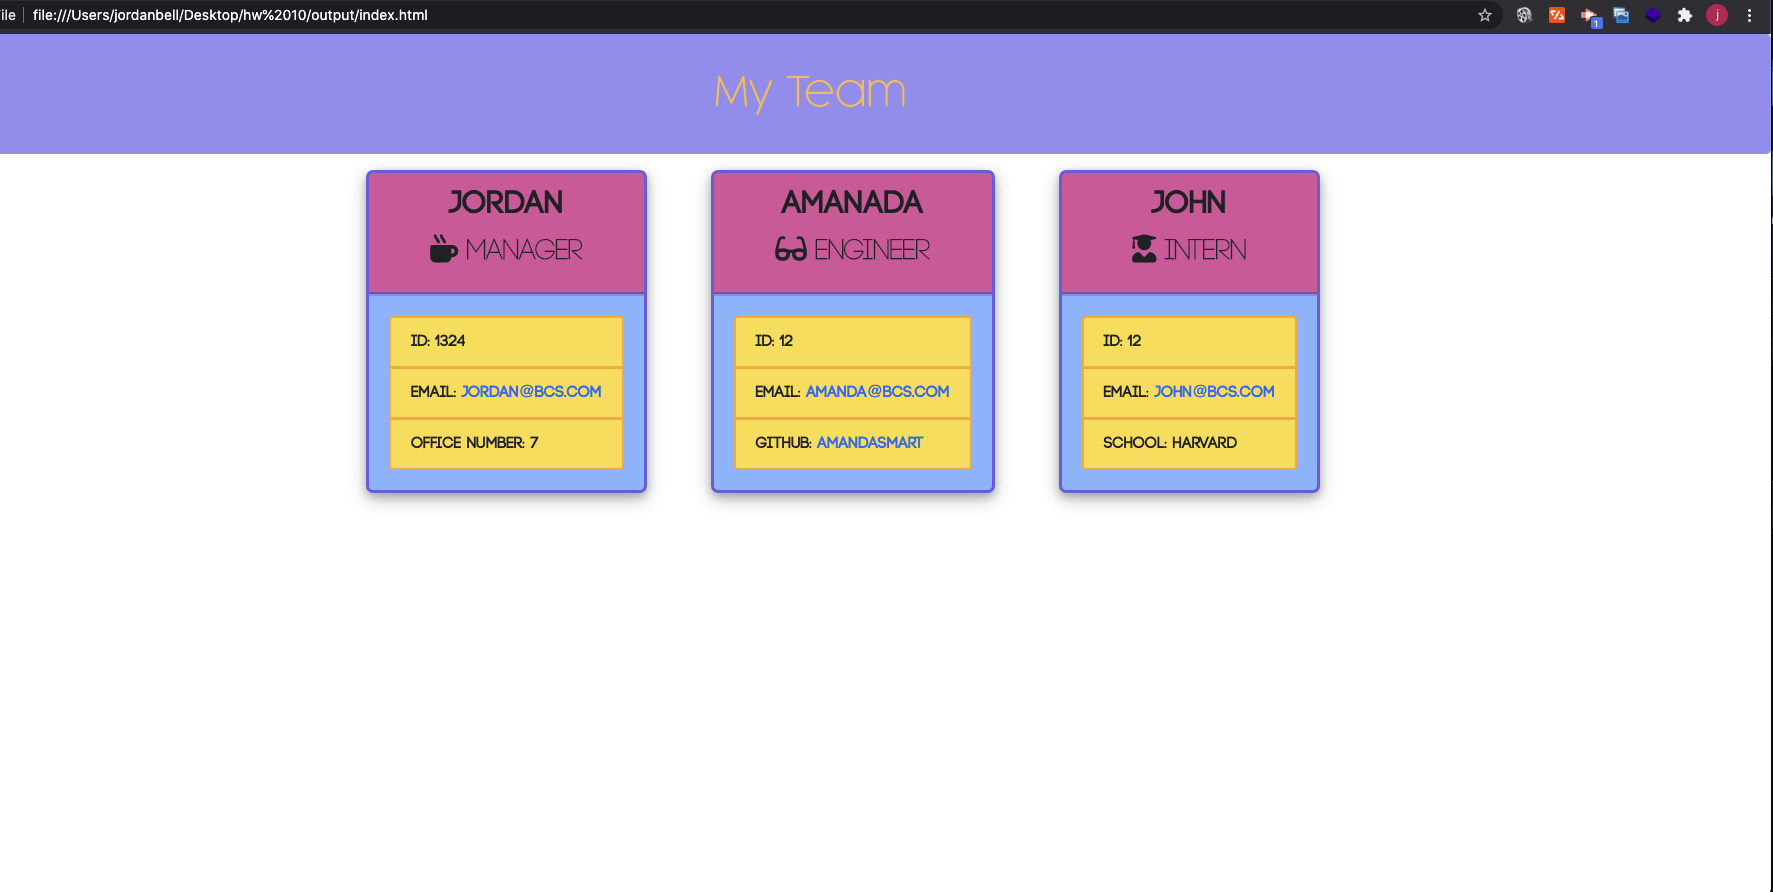 ile file:///Users/jordanbell/Desktop/hw%2010/output/index.html
1
j
My Team
JORDAN
MANAGER
ID: 1324
EMAIL: JORDAN@BCS.COM
OFFICE NUMBER: 7
AMANADA
ENGINEER
ID: 12
EMAIL: AMANDA@BCS.COM
GITHUB: AMANDASMART
JOHN
INTERN
ID: 12
EMAIL: JOHN@BCS.COM
SCHOOL: HARVARD